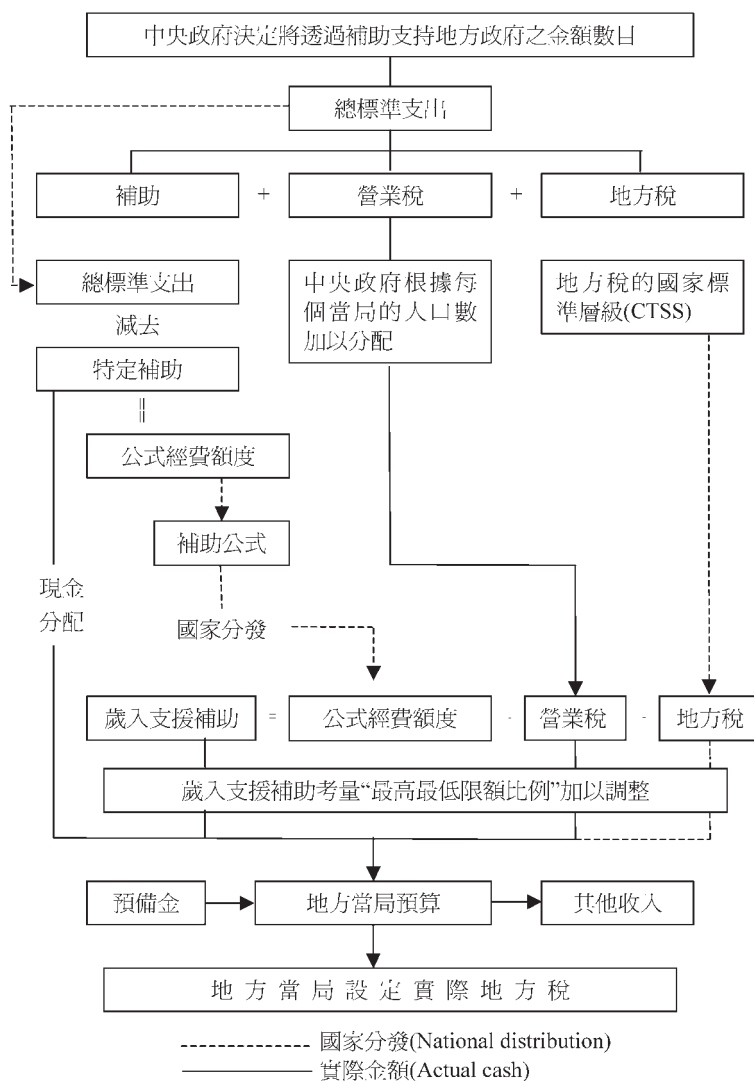 中央政府決定將透過補助支持地方政府之金額數目
總標準支出
補助 + 營業稅 + 地方稅
總標準支出
減去
特定補助
中央政府根據每
個當局的人口數
加以分配
地方稅的國家標
準層級(CTSS)
公式經費額度
補助公式
現金
分配
國家分發
歲入支援補助 = 公式經費額度 - 營業稅 - 地方稅
歲入支援補助考量“最高最低限額比例”加以調整
預備金
地方當局預算
其他收入
地方當局設定實際地方稅
國家分發(National distribution)
實際金額(Actual cash)